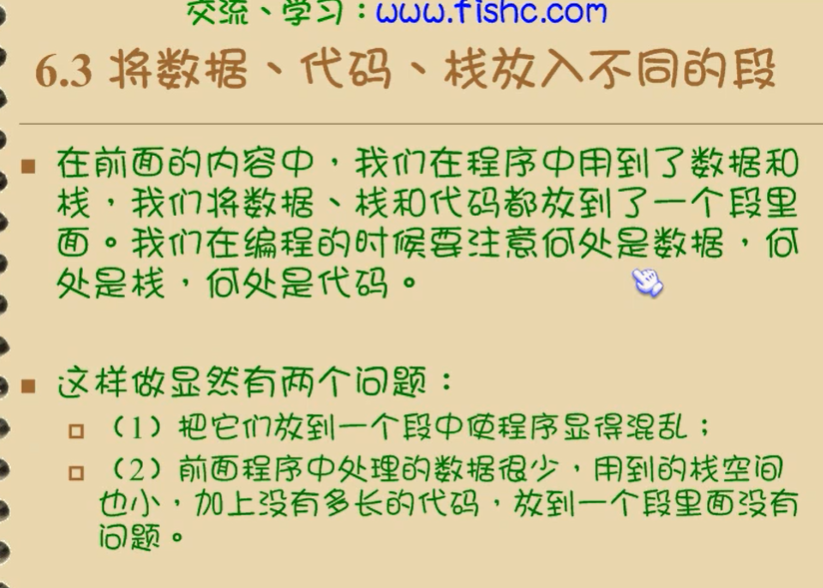 交流、学习：www.fishc.com
6.3 将数据、代码、栈放入不同的段
在前面的内容中，我们在程序中用到了数据和
栈，我们将数据、栈和代码都放到了一个段里
面。我们在编程的时候要注意何处是数据，何
处是栈，何处是代码。
这样做显然有两个问题：
（1）把它们放到一个段中使程序显得混乱；
（2）前面程序中处理的数据很少，用到的栈空间
也小，加上没有多长的代码，放到一个段里面没有
问题。